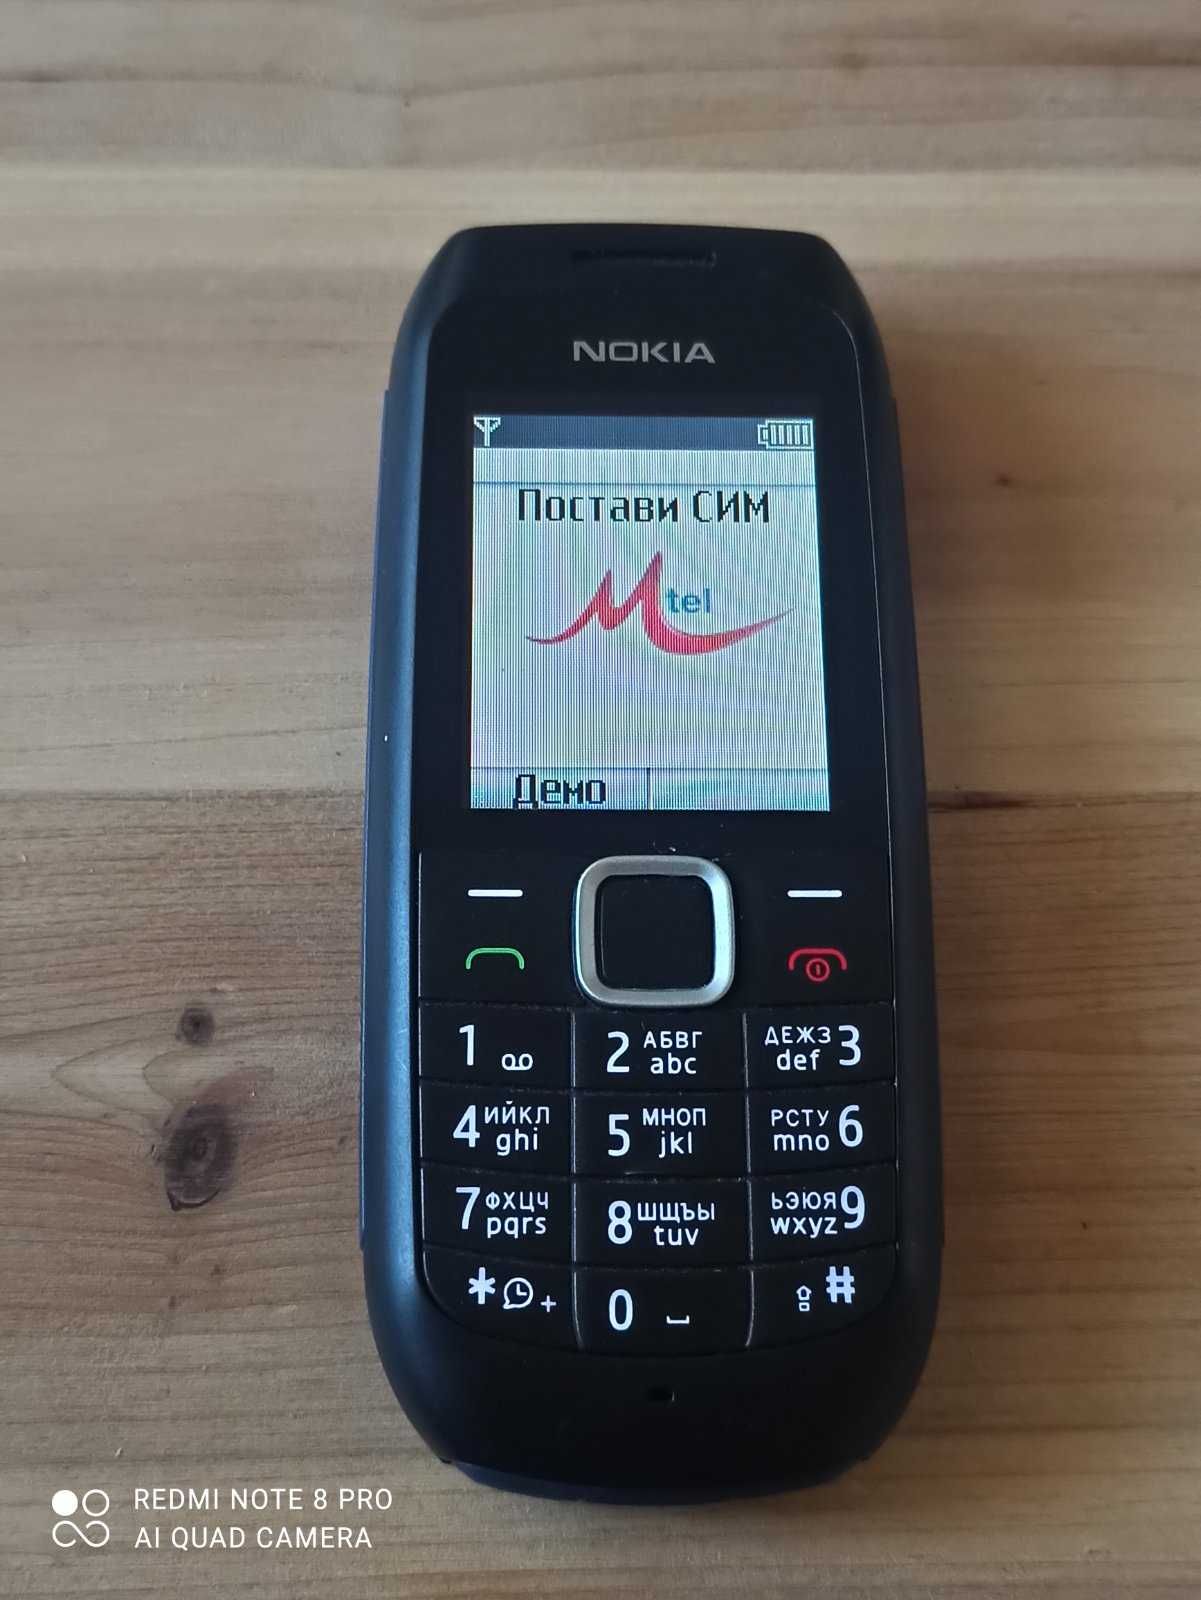 NOKIA
Постави СИМ
Mtel
Демо
1
2 АБВГ abc
ДЕЖЗ def 3
4 ИЙКЛ ghi
5 МНОП jkl
РСТУ mno 6
7 ФХЦЧ pqrs
8 ШЩЪЫ tuv
ЬЭЮЯ wxyz 9
* +
0
#
REDMI NOTE 8 PRO
AI QUAD CAMERA